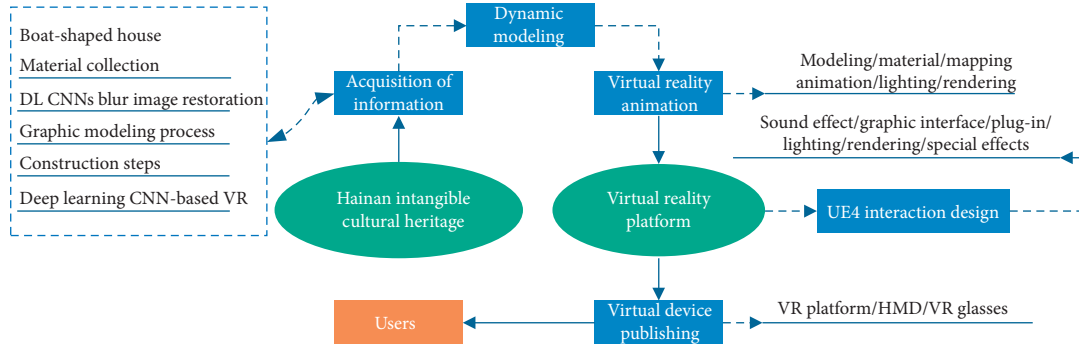 Boat-shaped house
Material collection
DL CNNs blur image restoration
Graphic modeling process
Construction steps
Deep learning CNN-based VR
Acquisition of
information
Dynamic
modeling
Virtual reality
animation
Modeling/material/mapping
animation/lighting/rendering
Sound effect/graphic interface/plug-in/
lighting/rendering/special effects
Hainan intangible
cultural heritage
Virtual reality
platform
UE4 interaction design
Users
Virtual device
publishing
VR platform/HMD/VR glasses